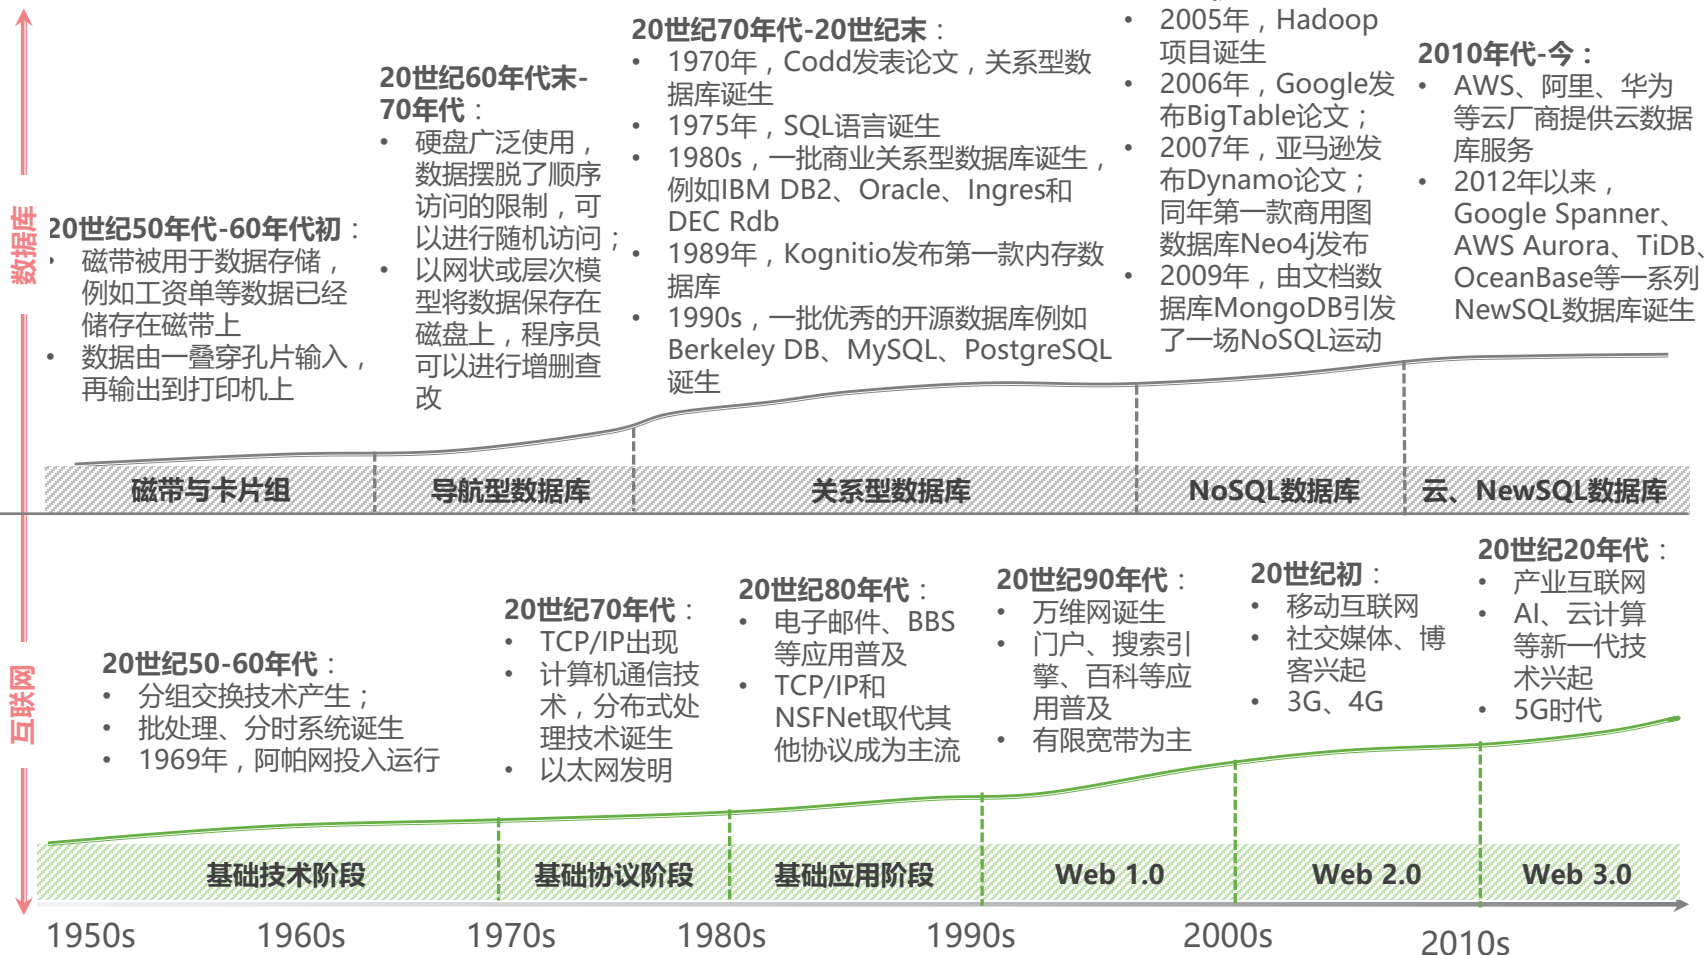 数据库
20世纪50年代-60年代初：
• 磁带被用于数据存储，
例如工资单等数据已经
储存在磁带上
• 数据由一叠穿孔片输入，
再输出到打印机上
20世纪60年代末-
70年代：
• 硬盘广泛使用，
数据摆脱了顺序
访问的限制，可
以进行随机访问；
• 以网状或层次模
型将数据保存在
磁盘上，程序员
可以进行增删查
改
20世纪70年代-20世纪末：
• 1970年，Codd发表论文，关系型数
据库诞生
• 1975年，SQL语言诞生
• 1980s，一批商业关系型数据库诞生，
例如IBM DB2、Oracle、Ingres和
DEC Rdb
• 1989年，Kognitio发布第一款内存数
据库
• 1990s，一批优秀的开源数据库例如
Berkeley DB、MySQL、PostgreSQL
诞生
• 2005年，Hadoop
项目诞生
• 2006年，Google发
布BigTable论文；
• 2007年，亚马逊发
布Dynamo论文；
同年第一款商用图
数据库Neo4j发布
• 2009年，由文档数
据库MongoDB引发
了一场NoSQL运动
2010年代-今：
• AWS、阿里、华为
等云厂商提供云数据
库服务
• 2012年以来，
Google Spanner、
AWS Aurora、TiDB、
OceanBase等一系列
NewSQL数据库诞生
磁带与卡片组
导航型数据库
关系型数据库
NoSQL数据库
云、NewSQL数据库
互联网
20世纪50-60年代：
• 分组交换技术产生；
• 批处理、分时系统诞生
• 1969年，阿帕网投入运行
20世纪70年代：
• TCP/IP出现
• 计算机通信技
术，分布式处
理技术诞生
• 以太网发明
20世纪80年代：
• 电子邮件、BBS
等应用普及
• TCP/IP和
NSFNet取代其
他协议成为主流
20世纪90年代：
• 万维网诞生
• 门户、搜索引
擎、百科等应
用普及
• 有限宽带为主
20世纪初：
• 移动互联网
• 社交媒体、博
客兴起
• 3G、4G
20世纪20年代：
• 产业互联网
• AI、云计算
等新一代技
术兴起
• 5G时代
基础技术阶段
基础协议阶段
基础应用阶段
Web 1.0
Web 2.0
Web 3.0
1950s
1960s
1970s
1980s
1990s
2000s
2010s